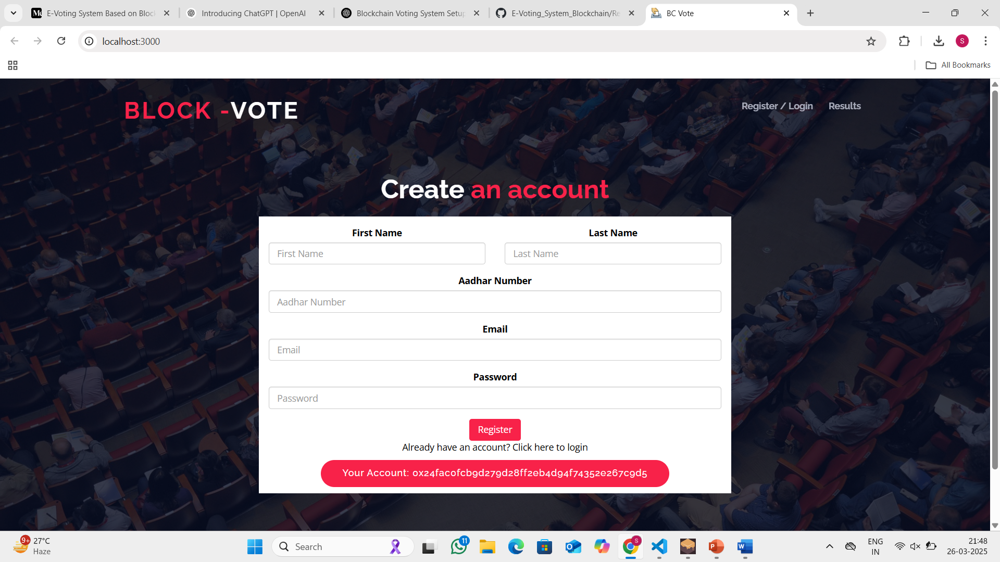 E-Voting System Based on Block
Introducing ChatGPT | OpenAI
Blockchain Voting System Setup
E-Voting_System_Blockchain/Re
BC Vote
localhost:3000
S
All Bookmarks
BLOCK -VOTE
Register / Login
Results
Create an account
First Name
Last Name
First Name
Last Name
Aadhar Number
Aadhar Number
Email
Email
Password
Password
Register
Already have an account? Click here to login
Your Account: 0x24fac0fcb9d279d28ff2eb4d94f74352e267c9d5
9+
27°C
Haze
Search
11
S
ENG
IN
21:48
26-03-2025